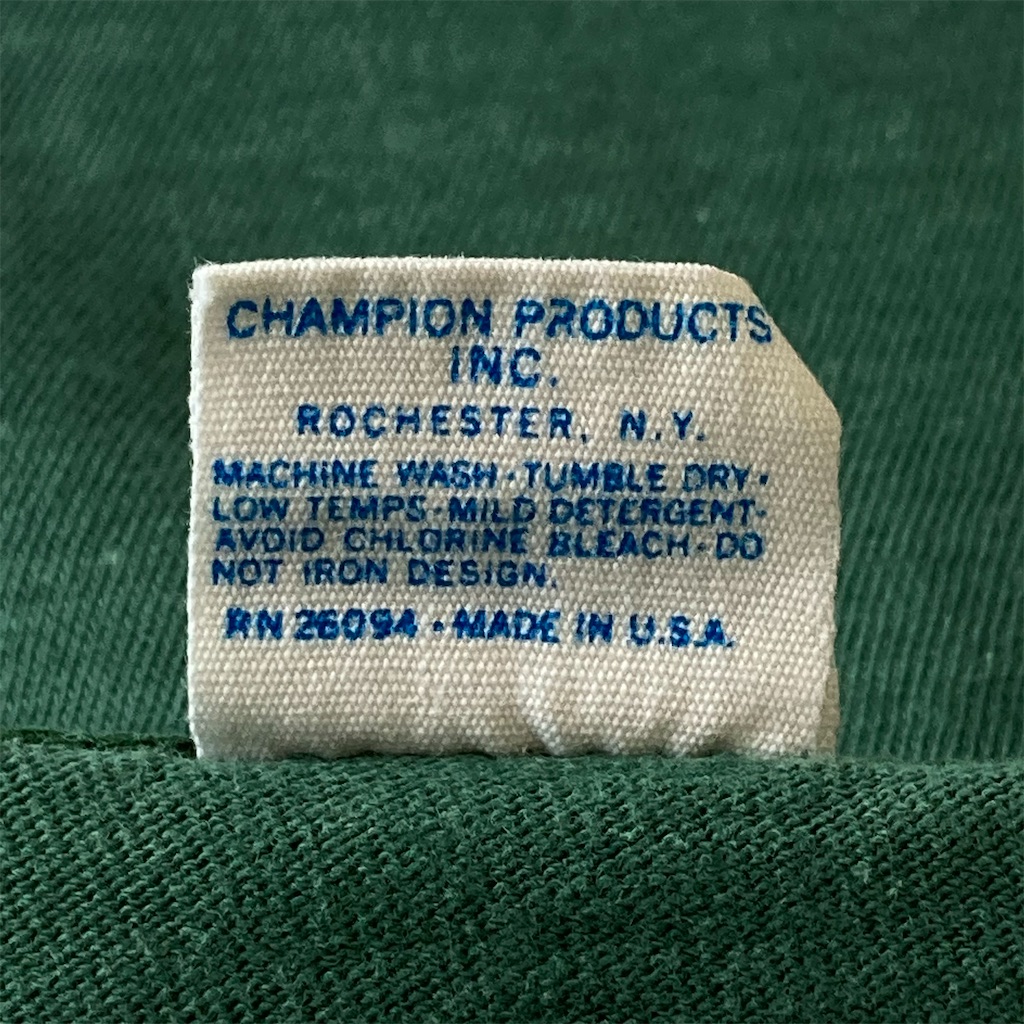 CHAMPION PRODUCTS
INC.
ROCHESTER, N.Y.
MACHINE WASH · TUMBLE DRY ·
LOW TEMPS · MILD DETERGENT ·
AVOID CHLORINE BLEACH · DO
NOT IRON DESIGN.
RN 26094 · MADE IN U.S.A.